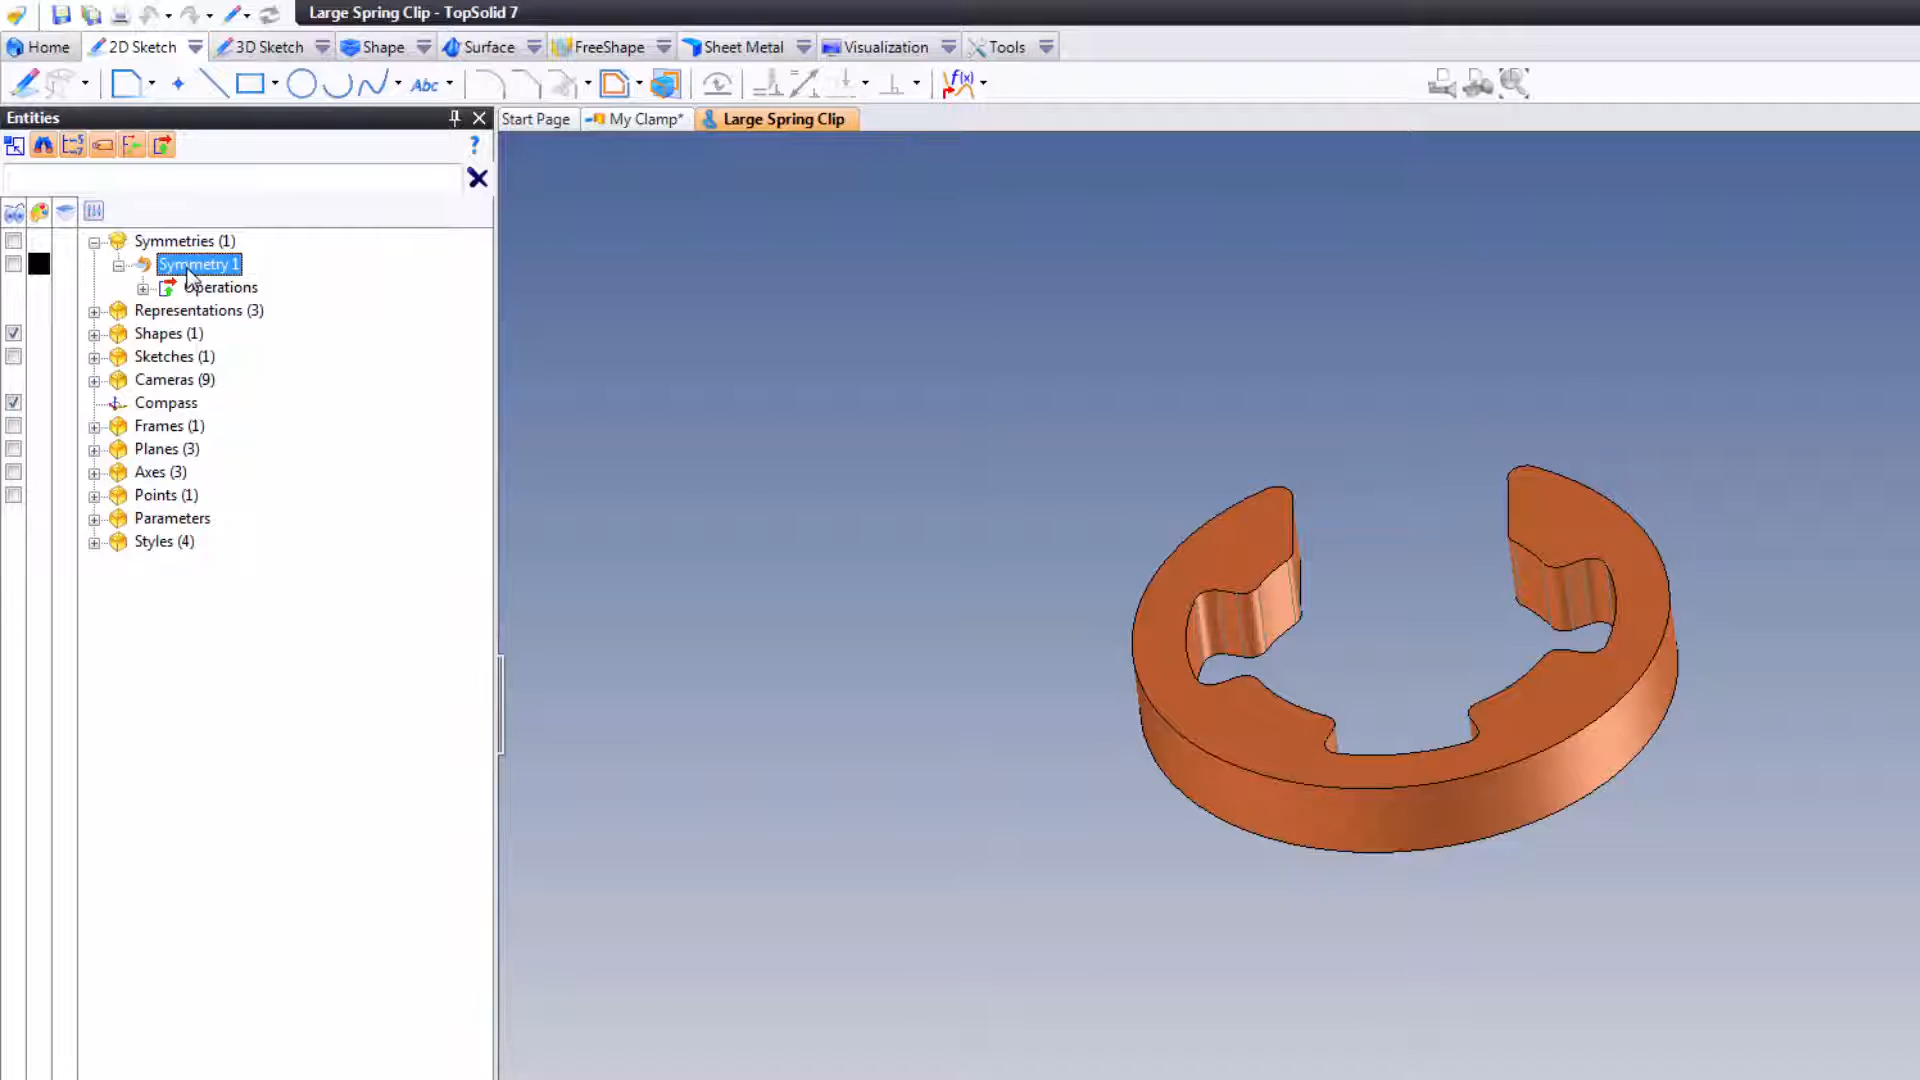 Large Spring Clip - TopSolid 7
Home 2D Sketch 3D Sketch Shape Surface FreeShape Sheet Metal Visualization Tools
Abc f(x)
Entities
Start Page My Clamp* Large Spring Clip
?
Symmetries (1)
Symmetry 1
Operations
Representations (3)
Shapes (1)
Sketches (1)
Cameras (9)
Compass
Frames (1)
Planes (3)
Axes (3)
Points (1)
Parameters
Styles (4)